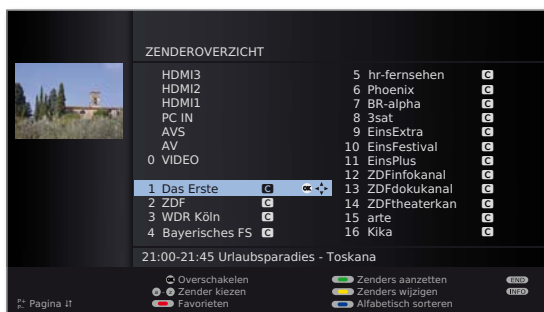 ZENDEROVERZICHT
HDMI3
HDMI2
HDMI1
PC IN
AVS
AV
0 VIDEO
1 Das Erste C OK
2 ZDF C
3 WDR Köln C
4 Bayerisches FS C
5 hr-fernsehen C
6 Phoenix C
7 BR-alpha C
8 3sat C
9 EinsExtra C
10 EinsFestival C
11 EinsPlus C
12 ZDFinfokanal C
13 ZDFdokukanal C
14 ZDFtheaterkan C
15 arte C
16 Kika C
21:00-21:45 Urlaubsparadies - Toskana
OK Overschakelen
Zender kiezen
Favorieten
Zenders aanzetten
Zenders wijzigen
Alfabetisch sorteren
END
INFO
P+ P- Pagina